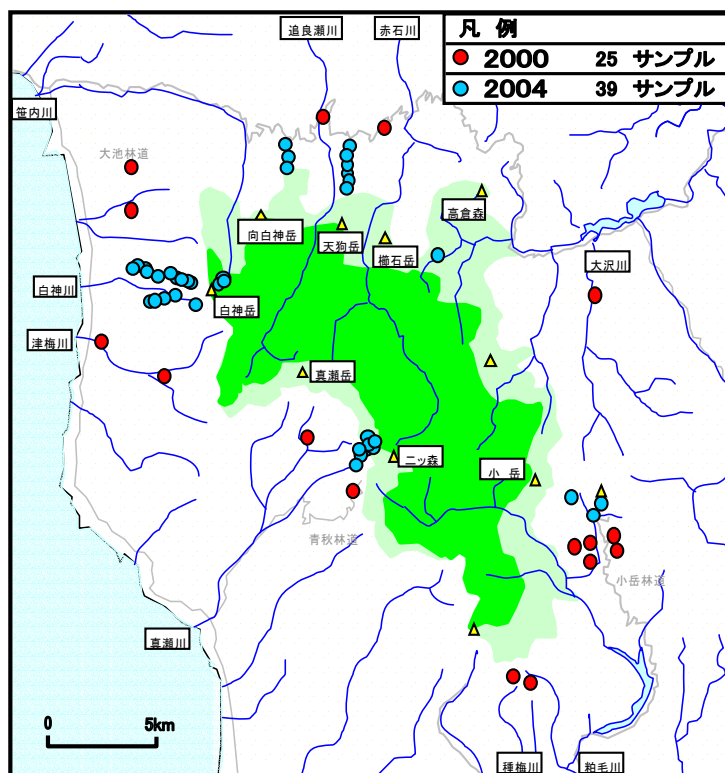 凡 例
2000 25 サンプル
2004 39 サンプル
追良瀬川
赤石川
笹内川
大池林道
高倉森
向白神岳
天狗岳
櫛石岳
大沢川
白神川
白神岳
津梅川
真瀬岳
二ッ森
小 岳
青秋林道
小岳林道
真瀬川
0 5km
種梅川
粕毛川